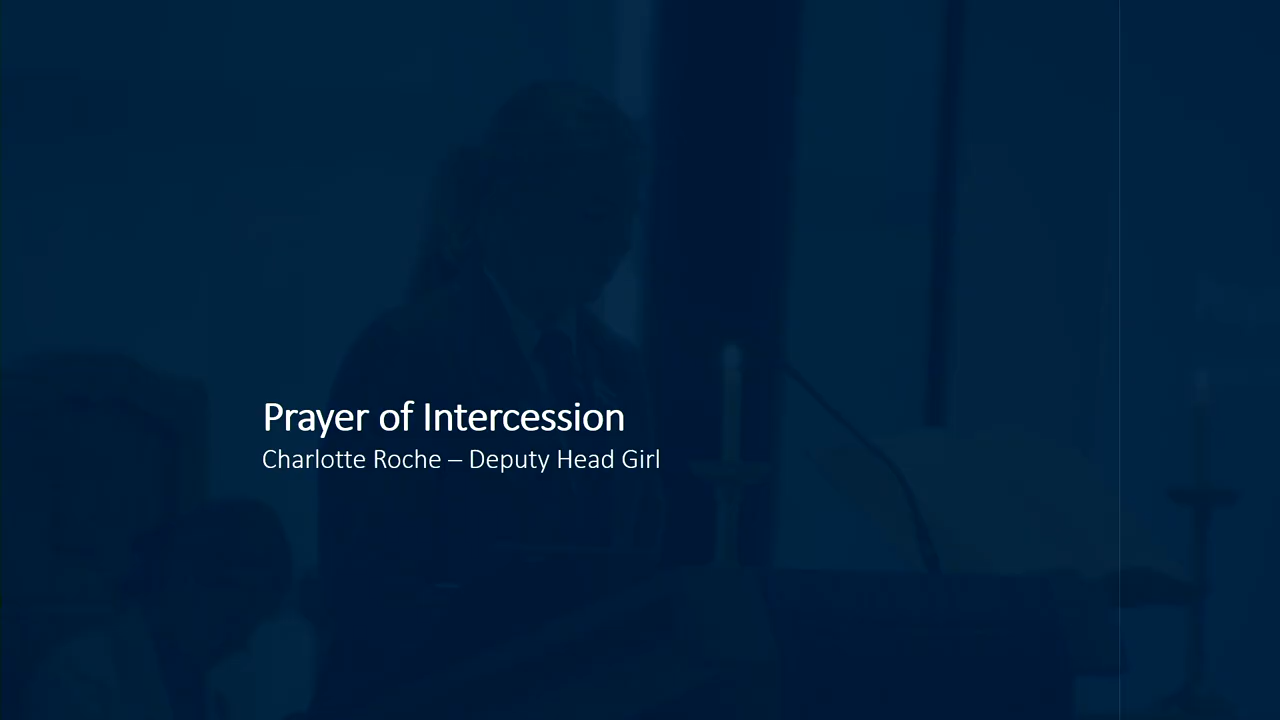 Prayer of Intercession
Charlotte Roche – Deputy Head Girl